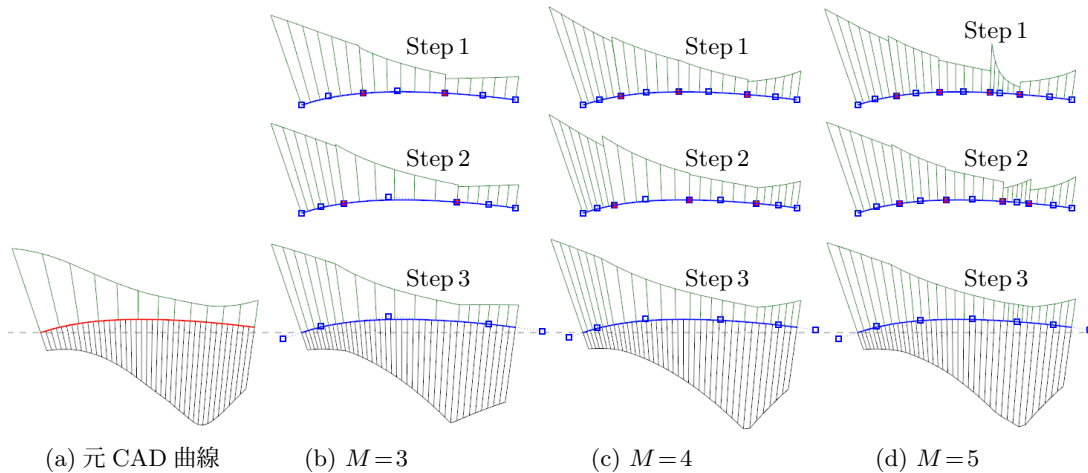 Step 1
Step 1
Step 1
Step 2
Step 2
Step 2
Step 3
Step 3
Step 3
(a) 元 CAD 曲線
(b) M=3
(c) M=4
(d) M=5